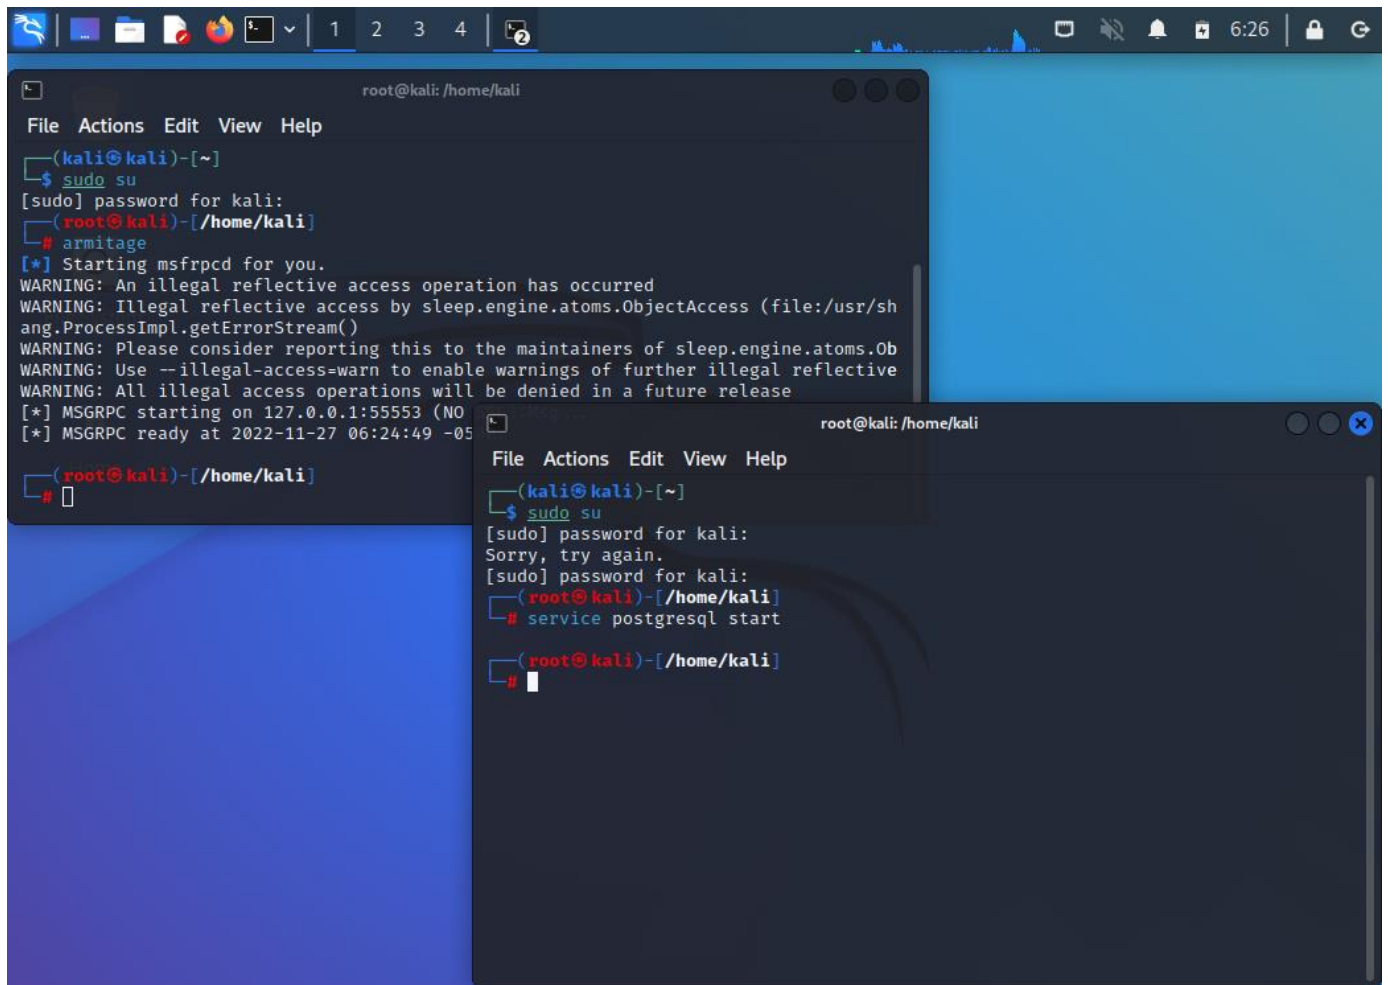 1 2 3 4 2 6:26
root@kali: /home/kali
File Actions Edit View Help
(kali㉿kali)-[~]
$ sudo su
[sudo] password for kali:
(root㉿kali)-[/home/kali]
# armitage
[*] Starting msfrpcd for you.
WARNING: An illegal reflective access operation has occurred
WARNING: Illegal reflective access by sleep.engine.atoms.ObjectAccess (file:/usr/sh
ang.ProcessImpl.getErrorStream()
WARNING: Please consider reporting this to the maintainers of sleep.engine.atoms.Ob
WARNING: Use --illegal-access=warn to enable warnings of further illegal reflective
WARNING: All illegal access operations will be denied in a future release
[*] MSGRPC starting on 127.0.0.1:55553 (NO
[*] MSGRPC ready at 2022-11-27 06:24:49 -05
(root㉿kali)-[/home/kali]
#
root@kali: /home/kali
File Actions Edit View Help
(kali㉿kali)-[~]
$ sudo su
[sudo] password for kali:
Sorry, try again.
[sudo] password for kali:
(root㉿kali)-[/home/kali]
# service postgresql start
(root㉿kali)-[/home/kali]
#